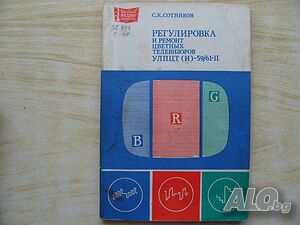 С.К.СОТНИКОВ
РЕГУЛИРОВКА
И РЕМОНТ
ЦВЕТНЫХ
ТЕЛЕВИЗОРОВ
УЛПЦТ (И)-59/61-II
B
R
G
ALO.bg